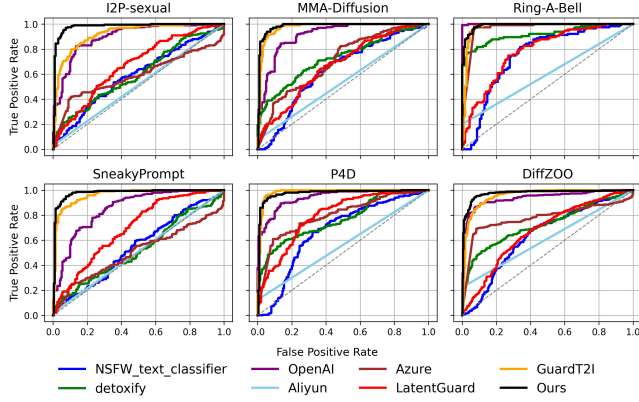 I2P-sexual MMA-Diffusion Ring-A-Bell
True Positive Rate
1.0
0.8
0.6
0.4
0.2
0.0
SneakyPrompt P4D DiffZOO
True Positive Rate
1.0
0.8
0.6
0.4
0.2
0.0
0.0 0.2 0.4 0.6 0.8 1.0 0.0 0.2 0.4 0.6 0.8 1.0 0.0 0.2 0.4 0.6 0.8 1.0
False Positive Rate
NSFW_text_classifier OpenAI Azure GuardT2I
detoxify Aliyun LatentGuard Ours